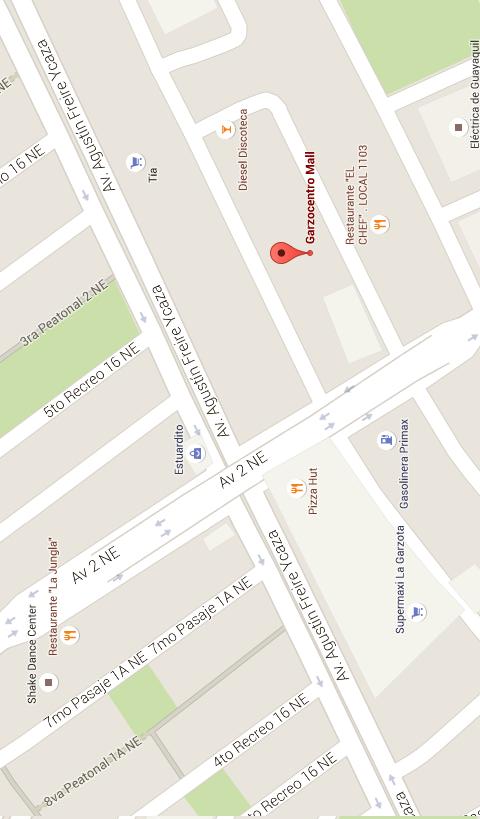 Av. Agustín Freire Ycaza
o 16 NE
NE
Tía
Diesel Discoteca
Garzocentro Mall
Restaurante "EL
CHEF" . LOCAL 1103
Eléctrica de Guayaquil
3ra Peatonal 2 NE
5to Recreo 16 NE
Av. Agustín Freire Ycaza
Estuardito
Av 2 NE
Pizza Hut
Gasolinera Primax
Supermaxi La Garzota
Av 2 NE
Restaurante "La Jungla"
Shake Dance Center
7mo Pasaje 1A NE
7mo Pasaje 1A NE
Av. Agustín Freire Ycaza
8va Peatonal 1A NE
4to Recreo 16 NE
to Recreo 16 NE
caza